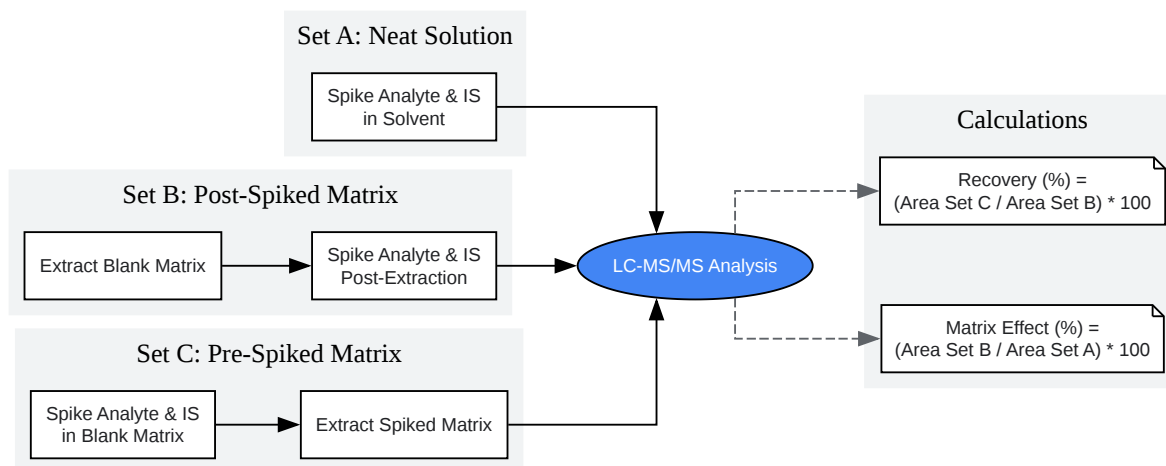 Set A: Neat Solution
Spike Analyte & IS
in Solvent
Set B: Post-Spiked Matrix
Extract Blank Matrix
Spike Analyte & IS
Post-Extraction
Set C: Pre-Spiked Matrix
Spike Analyte & IS
in Blank Matrix
Extract Spiked Matrix
LC-MS/MS Analysis
Calculations
Recovery (%) =
(Area Set C / Area Set B) * 100
Matrix Effect (%) =
(Area Set B / Area Set A) * 100